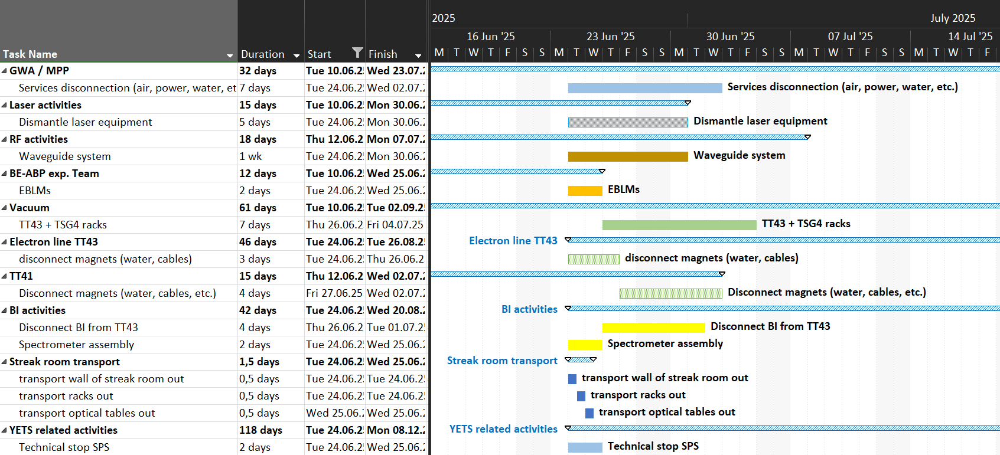 2025 July 2025
16 Jun '25 23 Jun '25 30 Jun '25 07 Jul '25 14 Jul '25
Task Name Duration Start Finish M T W T F S S M T W T F S S M T W T F S S M T W T F S S M T W T F
GWA / MPP 32 days Tue 10.06.2 Wed 23.07.2
Services disconnection (air, power, water, et 7 days Tue 24.06.2 Wed 02.07.2 Services disconnection (air, power, water, etc.)
Laser activities 15 days Tue 10.06.2 Mon 30.06.2
Dismantle laser equipment 5 days Tue 24.06.2 Mon 30.06.2 Dismantle laser equipment
RF activities 18 days Thu 12.06.2 Mon 07.07.2
Waveguide system 1 wk Tue 24.06.2 Mon 30.06.2 Waveguide system
BE-ABP exp. Team 12 days Tue 10.06.2 Wed 25.06.2
EBLMs 2 days Tue 24.06.2 Wed 25.06.2 EBLMs
Vacuum 61 days Tue 10.06.2 Tue 02.09.2
TT43 + TSG4 racks 7 days Thu 26.06.2 Fri 04.07.25 TT43 + TSG4 racks
Electron line TT43 46 days Tue 24.06.2 Tue 26.08.2 Electron line TT43
disconnect magnets (water, cables) 3 days Tue 24.06.2 Thu 26.06.2 disconnect magnets (water, cables)
TT41 15 days Thu 12.06.2 Wed 02.07.2
Disconnect magnets (water, cables, etc.) 4 days Fri 27.06.25 Wed 02.07.2 Disconnect magnets (water, cables, etc.)
BI activities 42 days Tue 24.06.2 Wed 20.08.2 BI activities
Disconnect BI from TT43 4 days Thu 26.06.2 Tue 01.07.2 Disconnect BI from TT43
Spectrometer assembly 2 days Tue 24.06.2 Wed 25.06.2 Spectrometer assembly
Streak room transport 1,5 days Tue 24.06.2 Wed 25.06.2 Streak room transport
transport wall of streak room out 0,5 days Tue 24.06.2 Tue 24.06.2 transport wall of streak room out
transport racks out 0,5 days Tue 24.06.2 Tue 24.06.2 transport racks out
transport optical tables out 0,5 days Wed 25.06. Wed 25.06.2 transport optical tables out
YETS related activities 118 days Tue 24.06.2 Mon 08.12. YETS related activities
Technical stop SPS 2 days Tue 24.06.2 Wed 25.06.2 Technical stop SPS